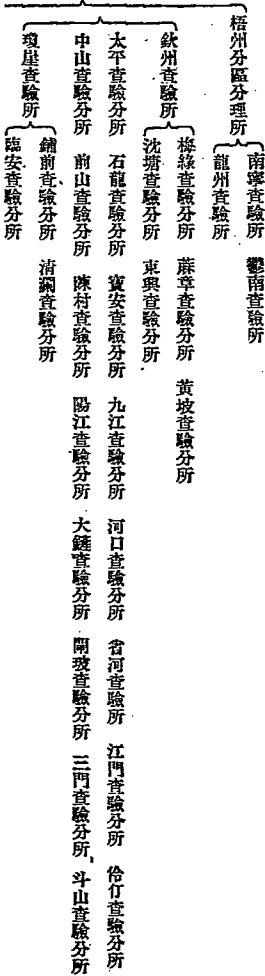 梧州分區分理所
南寧查驗所　鬱南查驗所
龍州查驗所
欽州查驗所
梅綠查驗分所　蔴章查驗分所　黃坡查驗分所
沈塘查驗分所　東興查驗分所
太平查驗所　石龍查驗分所　寶安查驗分所　九江查驗分所　河口查驗分所　省河查驗分所　江門查驗分所　伶仃查驗分所
中山查驗所　前山查驗分所　陳村查驗分所　陽江查驗分所　大鏟查驗分所　閘坡查驗分所　三門查驗分所　斗山查驗分所
瓊崖查驗所
鋪前查驗分所　清瀾查驗分所
臨安查驗分所